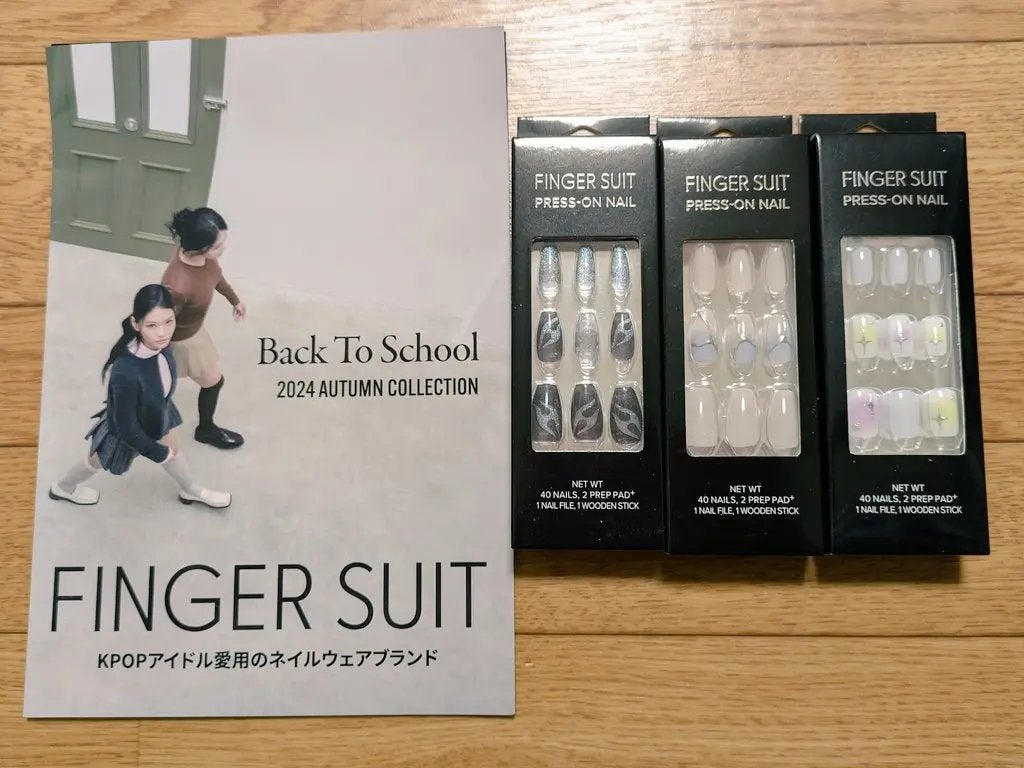 Back To School
2024 AUTUMN COLLECTION
FINGER SUIT
KPOPアイドル愛用のネイルウェアブランド
FINGER SUIT
PRESS-ON NAIL
NET WT
40 NAILS, 2 PREP PAD+
1 NAIL FILE, 1 WOODEN STICK
FINGER SUIT
PRESS-ON NAIL
NET WT
40 NAILS, 2 PREP PAD+
1 NAIL FILE, 1 WOODEN STICK
FINGER SUIT
PRESS-ON NAIL
NET WT
40 NAILS, 2 PREP PAD+
1 NAIL FILE, 1 WOODEN STICK